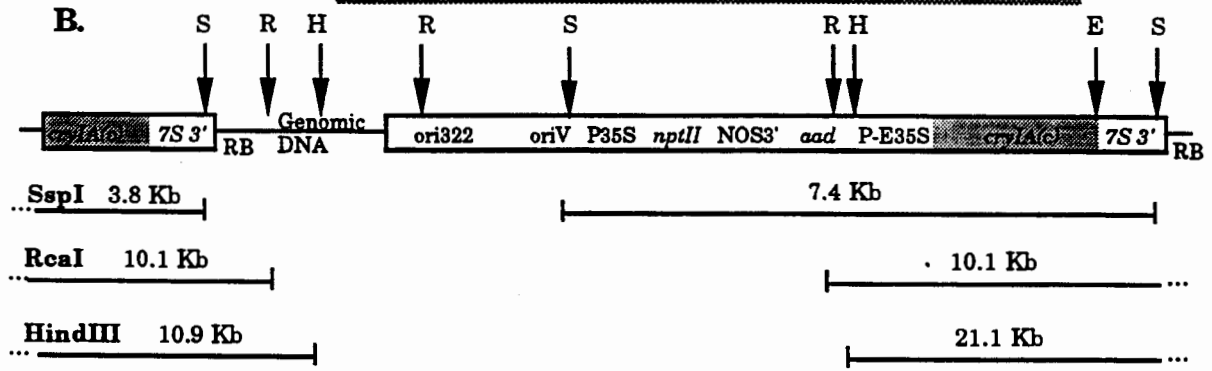 B.
S R H R S R H E S
cryIA(c) 7S 3' RB Genomic DNA ori322 oriV P35S nptII NOS3' aad P-E35S cryIA(c) 7S 3' RB
SspI 3.8 Kb 7.4 Kb
...
RcaI 10.1 Kb 10.1 Kb
... ...
HindIII 10.9 Kb 21.1 Kb
... ...